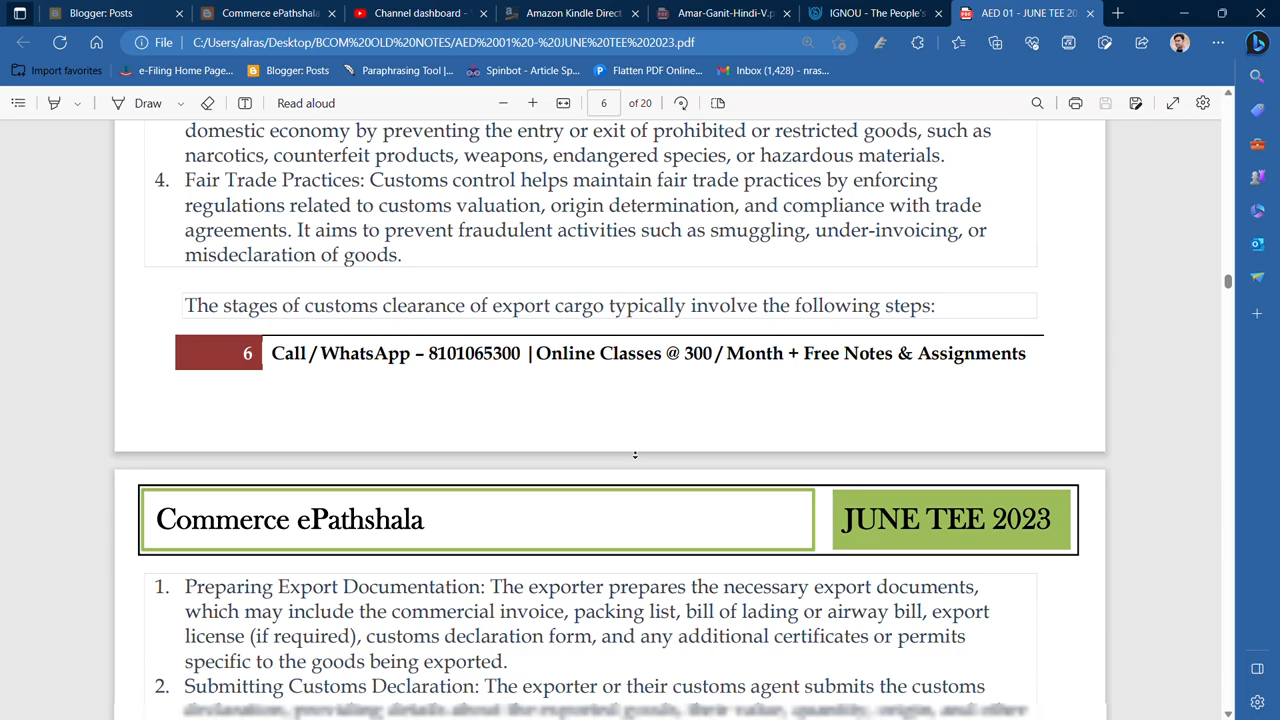 Blogger: Posts
Commerce ePathshala
Channel dashboard -
Amazon Kindle Direct
Amar-Ganit-Hindi-V.p
IGNOU - The People's
AED 01 - JUNE TEE 20
File
C:/Users/alras/Desktop/BCOM%20OLD%20NOTES/AED%2001%20-%20JUNE%20TEE%202023.pdf
Import favorites
e-Filing Home Page...
Blogger: Posts
Paraphrasing Tool |...
Spinbot - Article Sp...
Flatten PDF Online...
Inbox (1,428) - nras...
Draw
Read aloud
6
of 20
domestic economy by preventing the entry or exit of prohibited or restricted goods, such as
narcotics, counterfeit products, weapons, endangered species, or hazardous materials.
4. Fair Trade Practices: Customs control helps maintain fair trade practices by enforcing
regulations related to customs valuation, origin determination, and compliance with trade
agreements. It aims to prevent fraudulent activities such as smuggling, under-invoicing, or
misdeclaration of goods.
The stages of customs clearance of export cargo typically involve the following steps:
6 Call/WhatsApp – 8101065300 |Online Classes @ 300/Month + Free Notes & Assignments
Commerce ePathshala
JUNE TEE 2023
1. Preparing Export Documentation: The exporter prepares the necessary export documents,
which may include the commercial invoice, packing list, bill of lading or airway bill, export
license (if required), customs declaration form, and any additional certificates or permits
specific to the goods being exported.
2. Submitting Customs Declaration: The exporter or their customs agent submits the customs